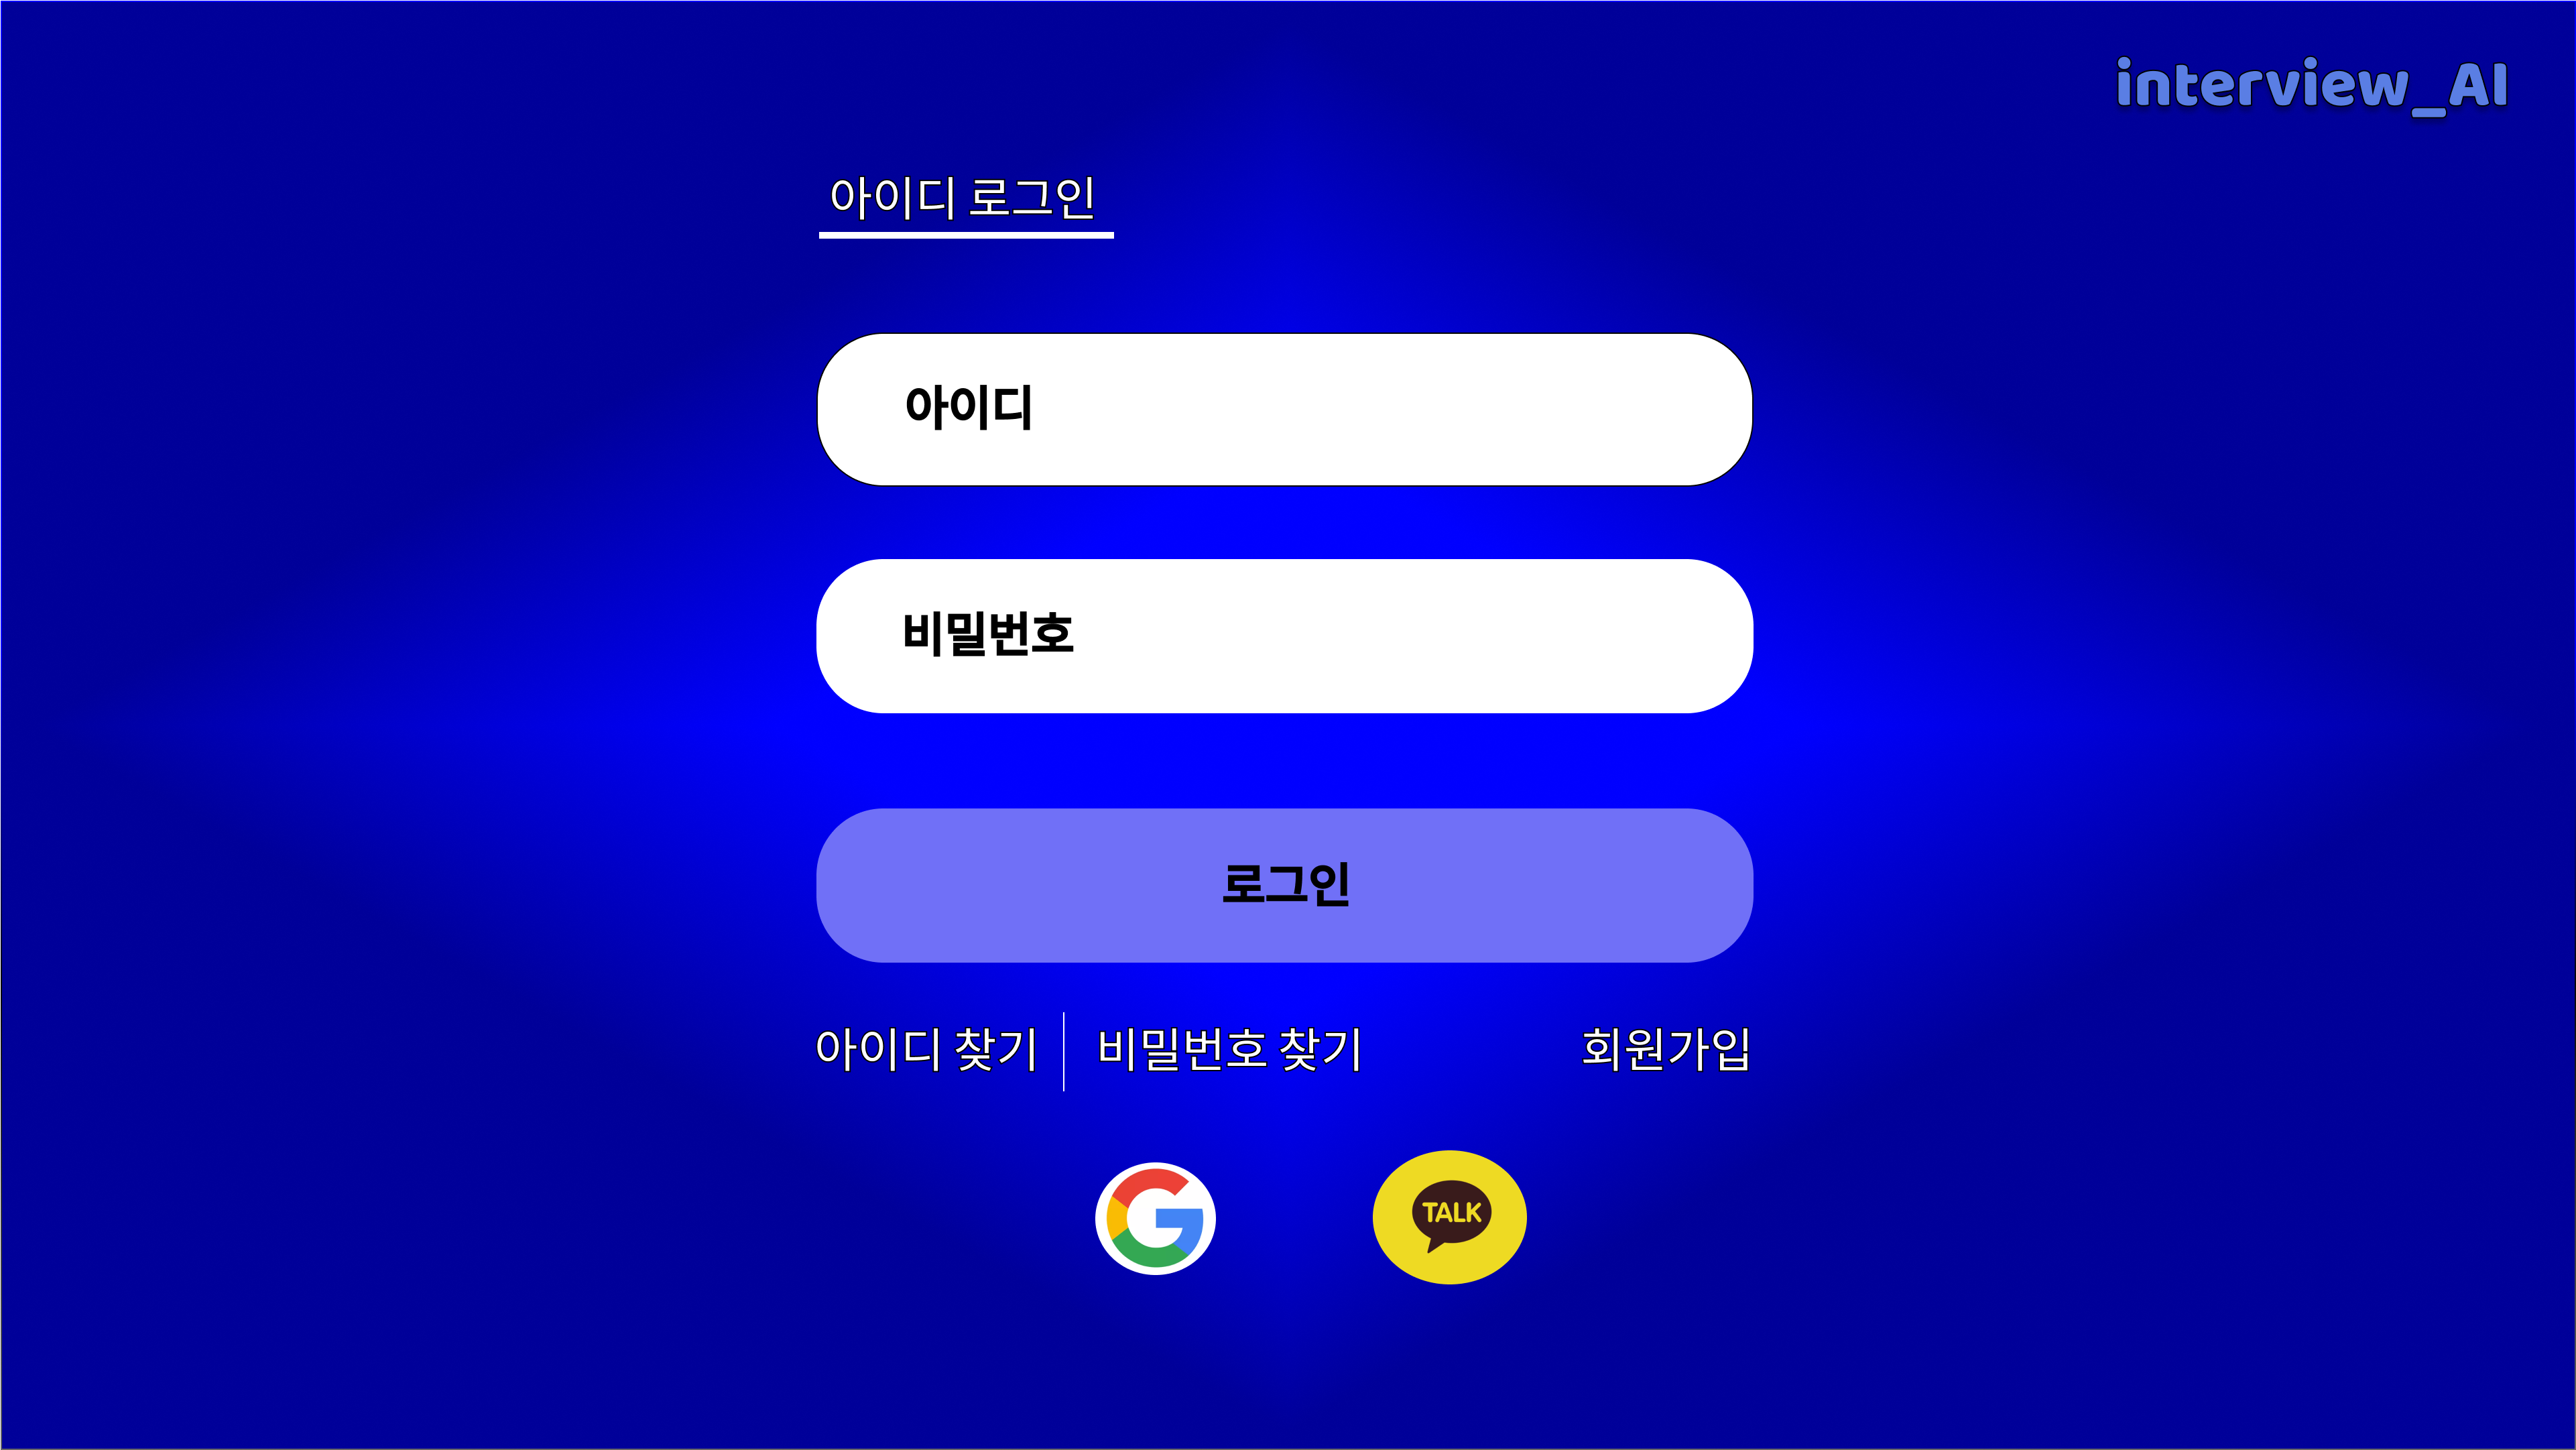 interview_AI
아이디 로그인
아이디
비밀번호
로그인
아이디 찾기 비밀번호 찾기 회원가입
G TALK